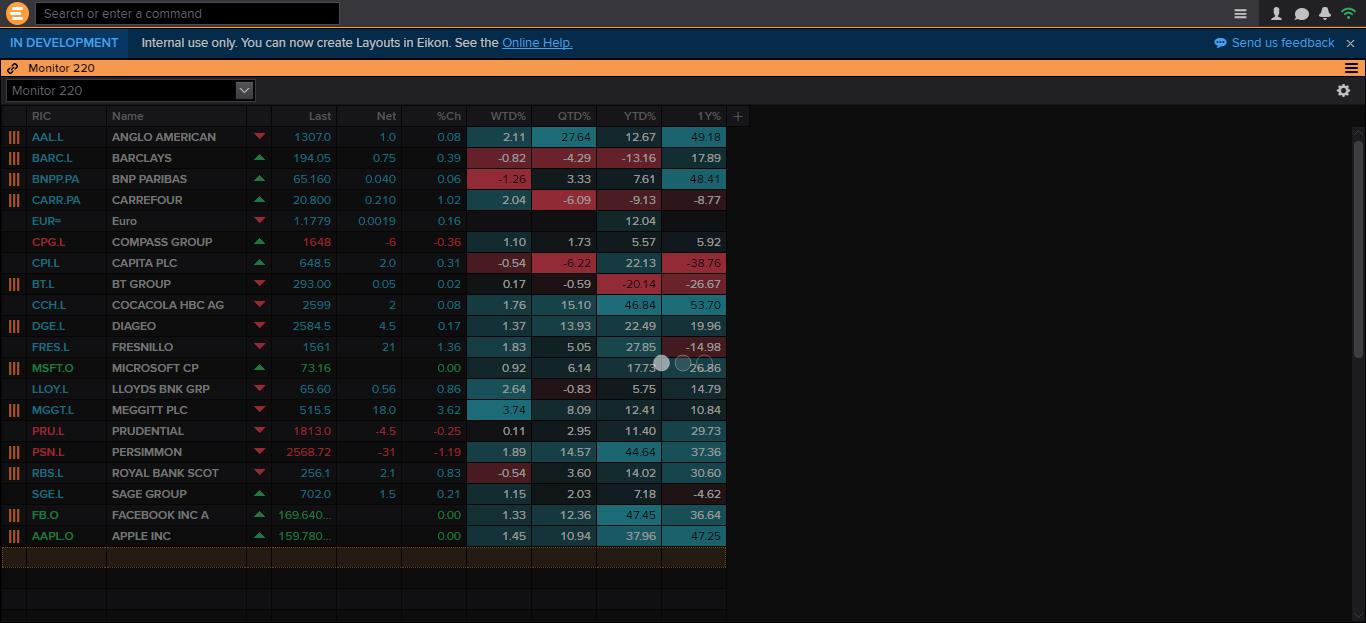 Search or enter a command
IN DEVELOPMENT Internal use only. You can now create Layouts in Eikon. See the Online Help. Send us feedback
Monitor 220
Monitor 220
RIC Name Last Net %Ch WTD% QTD% YTD% 1Y% +
AAL.L ANGLO AMERICAN 1307.0 1.0 0.08 2.11 27.64 12.67 49.18
BARC.L BARCLAYS 194.05 0.75 0.39 -0.82 -4.29 -13.16 17.89
BNPP.PA BNP PARIBAS 65.160 0.040 0.06 -1.26 3.33 7.61 48.41
CARR.PA CARREFOUR 20.800 0.210 1.02 2.04 -6.09 -9.13 -8.77
EUR= Euro 1.1779 0.0019 0.16 12.04
CPG.L COMPASS GROUP 1648 -6 -0.36 1.10 1.73 5.57 5.92
CPI.L CAPITA PLC 648.5 2.0 0.31 -0.54 -6.22 22.13 -38.76
BT.L BT GROUP 293.00 0.05 0.02 0.17 -0.59 -20.14 -26.67
CCH.L COCACOLA HBC AG 2599 2 0.08 1.76 15.10 46.84 53.70
DGE.L DIAGEO 2584.5 4.5 0.17 1.37 13.93 22.49 19.96
FRES.L FRESNILLO 1561 21 1.36 1.83 5.05 27.85 -14.98
MSFT.O MICROSOFT CP 73.16 0.00 0.92 6.14 17.73 26.86
LLOY.L LLOYDS BNK GRP 65.60 0.56 0.86 2.64 -0.83 5.75 14.79
MGGT.L MEGGITT PLC 515.5 18.0 3.62 3.74 8.09 12.41 10.84
PRU.L PRUDENTIAL 1813.0 -4.5 -0.25 0.11 2.95 11.40 29.73
PSN.L PERSIMMON 2568.72 -31 -1.19 1.89 14.57 44.64 37.36
RBS.L ROYAL BANK SCOT 256.1 2.1 0.83 -0.54 3.60 14.02 30.60
SGE.L SAGE GROUP 702.0 1.5 0.21 1.15 2.03 7.18 -4.62
FB.O FACEBOOK INC A 169.640... 0.00 1.33 12.36 47.45 36.64
AAPL.O APPLE INC 159.780... 0.00 1.45 10.94 37.96 47.25